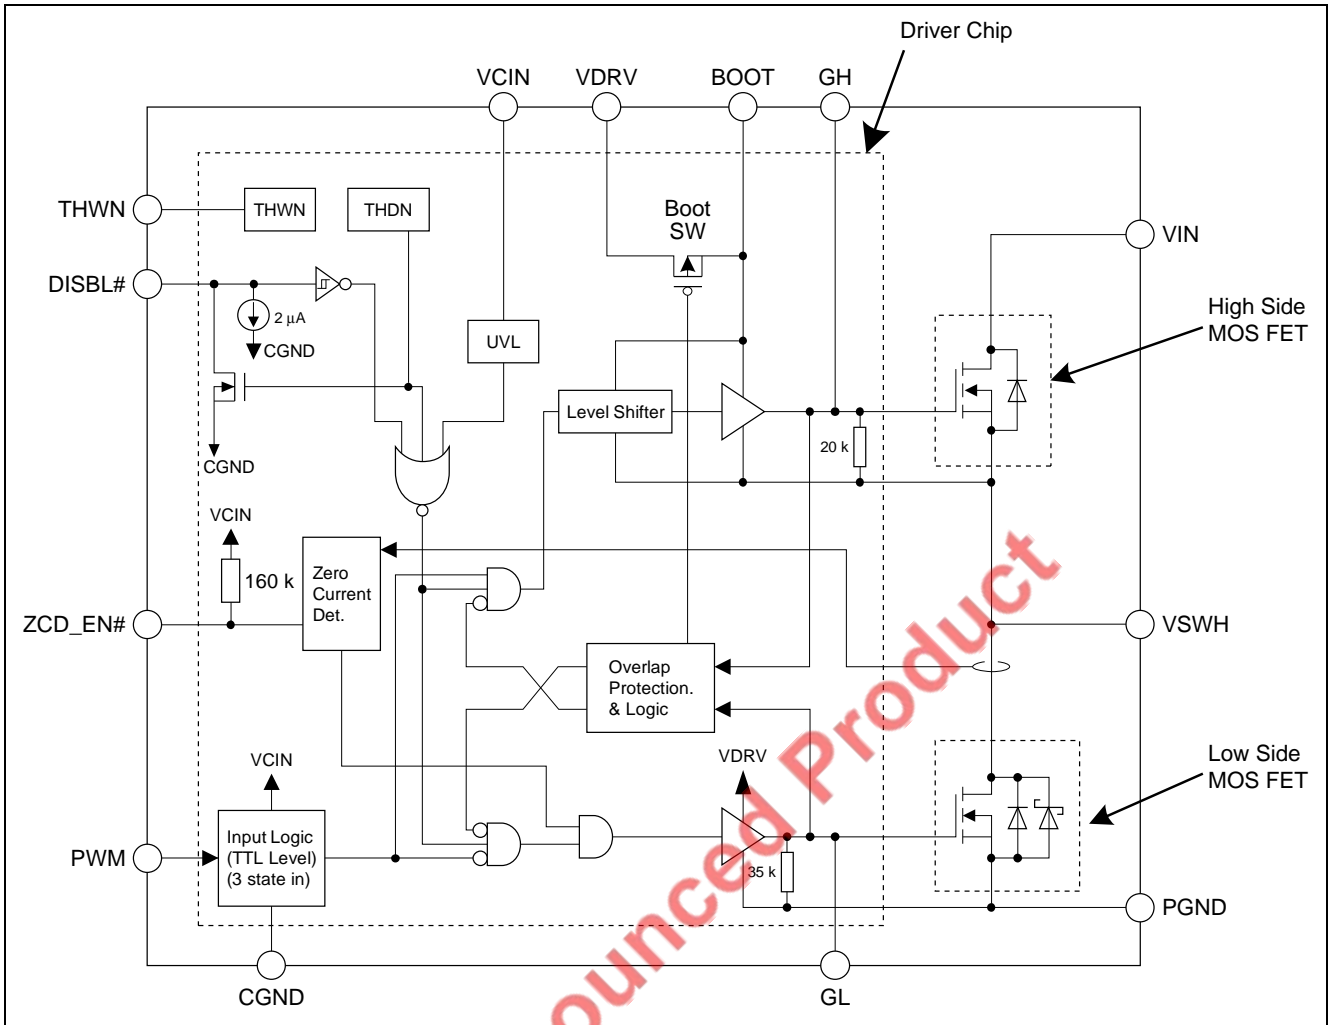 Driver Chip
VCIN
VDRV
BOOT
GH
THWN
THWN
THDN
Boot
SW
VIN
DISBL#
2 µA
CGND
UVL
High Side
MOS FET
Level Shifter
20 k
CGND
VCIN
160 k
Zero
Current
Det.
ZCD_EN#
VSWH
Overlap
Protection.
& Logic
VCIN
VDRV
Low Side
MOS FET
Input Logic
(TTL Level)
(3 state in)
PWM
35 k
PGND
CGND
GL
ounced Product